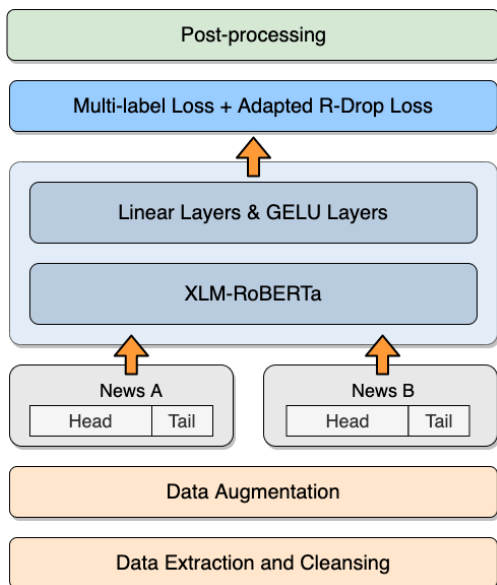 Post-processing
Multi-label Loss + Adapted R-Drop Loss
Linear Layers & GELU Layers
XLM-RoBERTa
News A
Head Tail
News B
Head Tail
Data Augmentation
Data Extraction and Cleansing